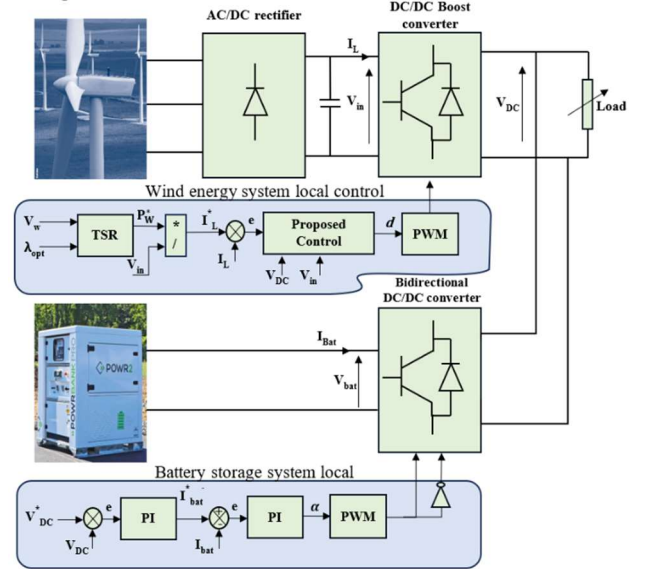 AC/DC rectifier
DC/DC Boost
converter
I_L
V_in
V_DC
Load
Wind energy system local control
V_w
λ_opt
TSR
P*_W
V_in
*
/
I*_L
I_L
e
Proposed
Control
V_DC
V_in
d
PWM
Bidirectional
DC/DC converter
I_Bat
V_bat
POWR2
POWRBANK
Battery storage system local
V*_DC
V_DC
e
PI
I*_bat
I_bat
e
PI
α
PWM